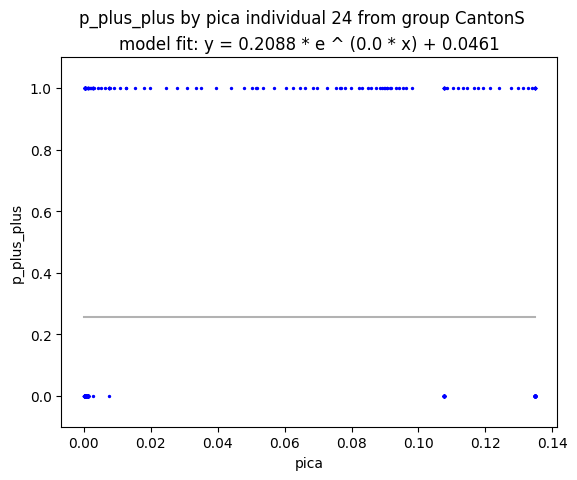 p_plus_plus by pica individual 24 from group CantonS
model fit: y = 0.2088 * e ^ (0.0 * x) + 0.0461
1.0
0.8
0.6
0.4
0.2
0.0
p_plus_plus
0.00 0.02 0.04 0.06 0.08 0.10 0.12 0.14
pica